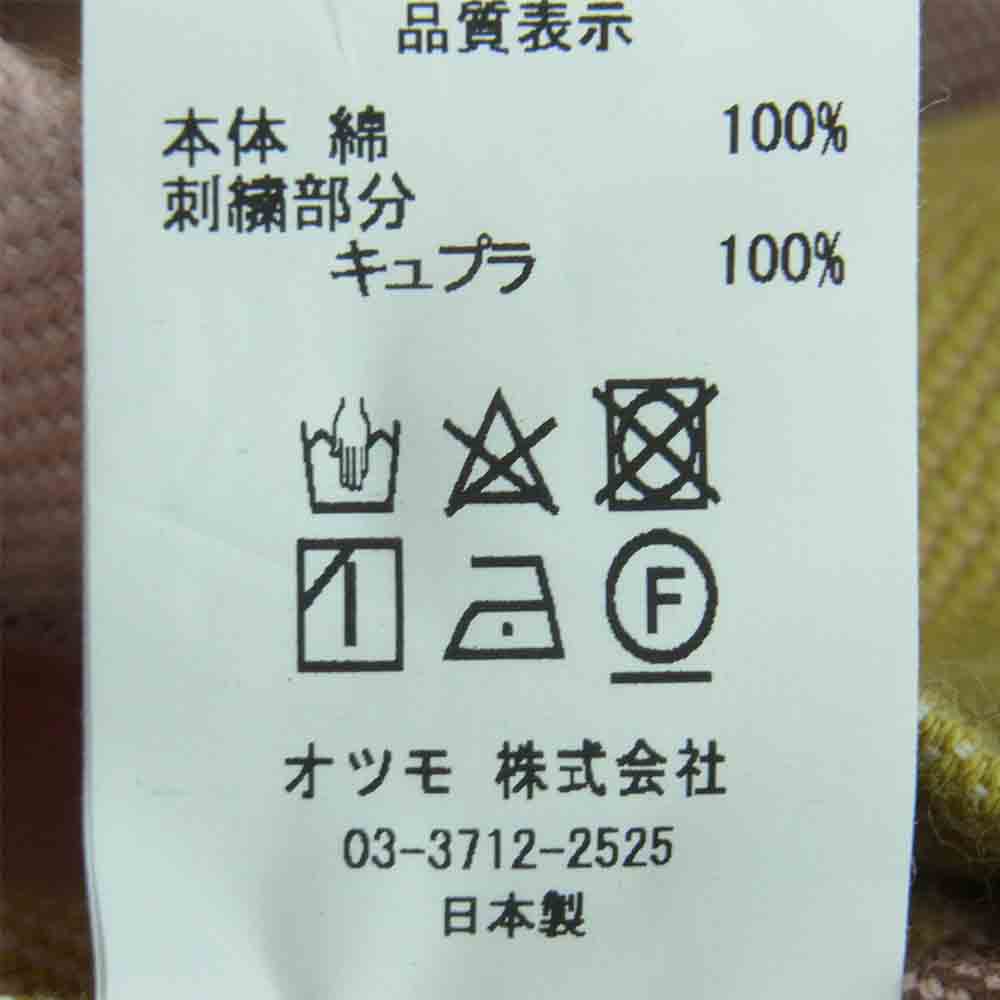 品質表示
本体 綿 100%
刺繍部分
キュプラ 100%
F
オツモ 株式会社
03-3712-2525
日本製